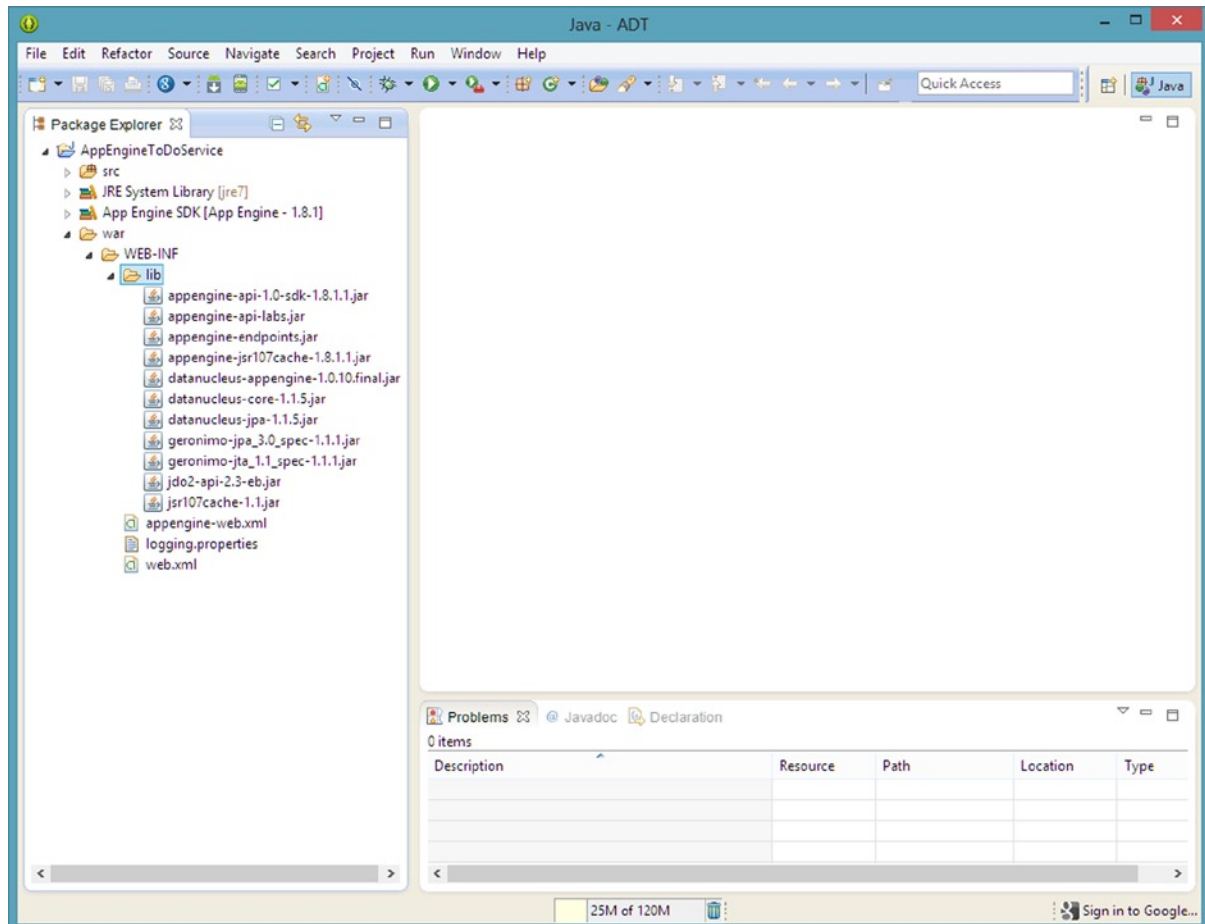 Java - ADT
File Edit Refactor Source Navigate Search Project Run Window Help
Quick Access
Java
Package Explorer
AppEngineToDoService
src
JRE System Library [jre7]
App Engine SDK [App Engine - 1.8.1]
war
WEB-INF
lib
appengine-api-1.0-sdk-1.8.1.1.jar
appengine-api-labs.jar
appengine-endpoints.jar
appengine-jsr107cache-1.8.1.1.jar
datanucleus-appengine-1.0.10.final.jar
datanucleus-core-1.1.5.jar
datanucleus-jpa-1.1.5.jar
geronimo-jpa_3.0_spec-1.1.1.jar
geronimo-jta_1.1_spec-1.1.1.jar
jdo2-api-2.3-eb.jar
jsr107cache-1.1.jar
appengine-web.xml
logging.properties
web.xml
Problems @ Javadoc Declaration
0 items
Description Resource Path Location Type
25M of 120M
Sign in to Google...